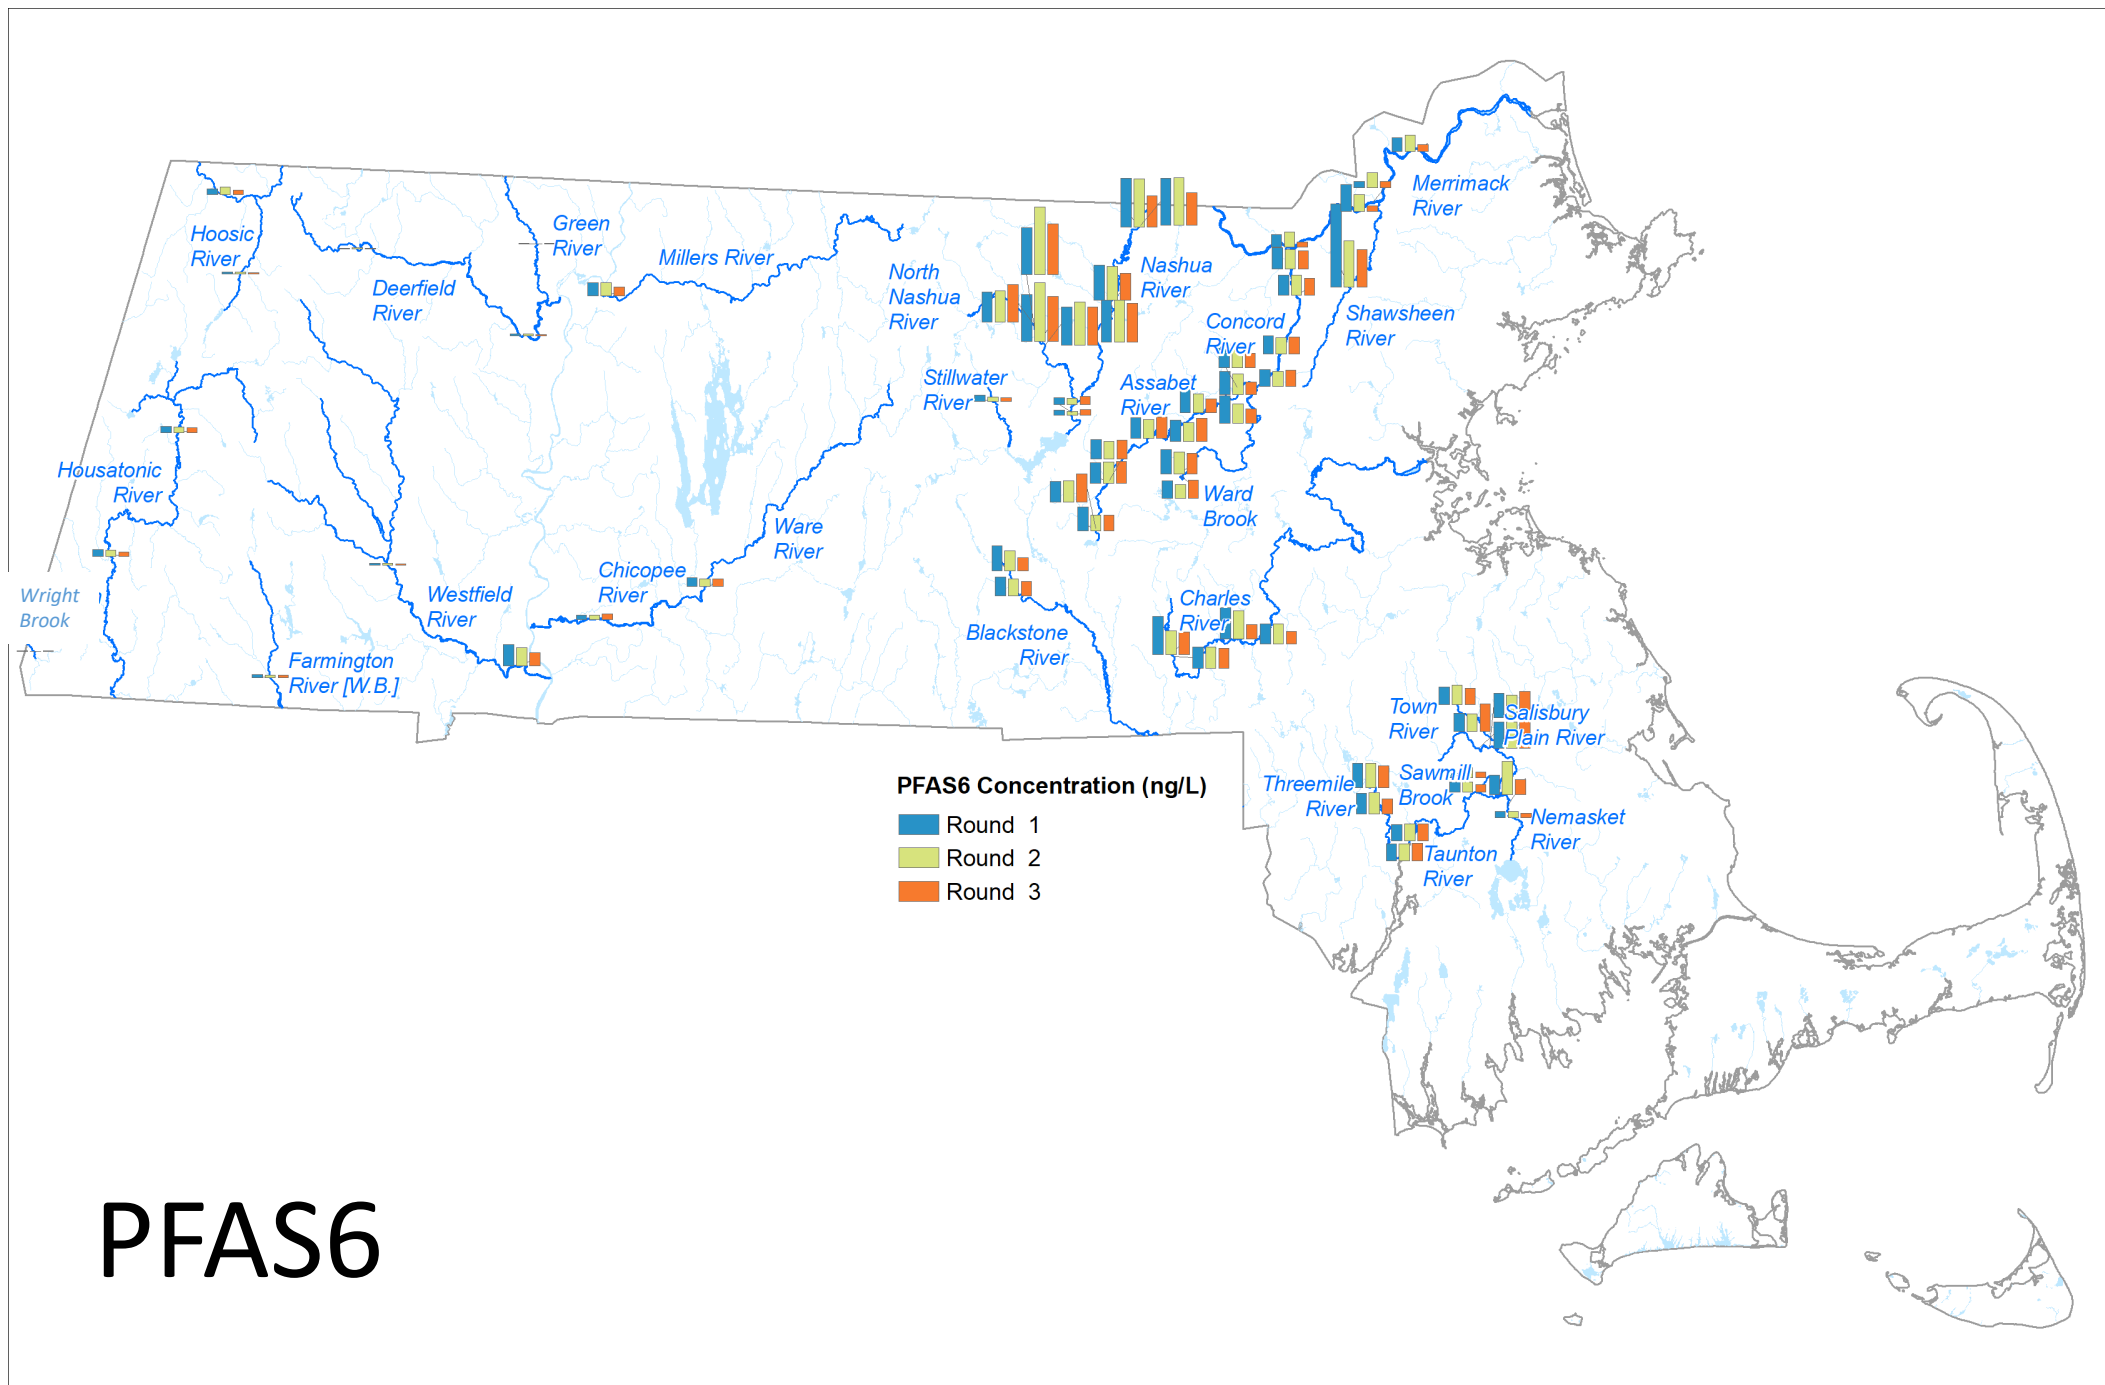 Merrimack
River
Hoosic
River
Green
River
Millers River
Deerfield
River
North
Nashua
River
Nashua
River
Concord
River
Shawsheen
River
Stillwater
River
Assabet
River
Housatonic
River
Ward
Brook
Ware
River
Chicopee
River
Westfield
River
Wright
Brook
Charles
River
Blackstone
River
Farmington
River [W.B.]
Town
River
Salisbury
Plain River
Threemile
River
Sawmill
Brook
Nemasket
River
Taunton
River
PFAS6 Concentration (ng/L)
Round 1
Round 2
Round 3
PFAS6